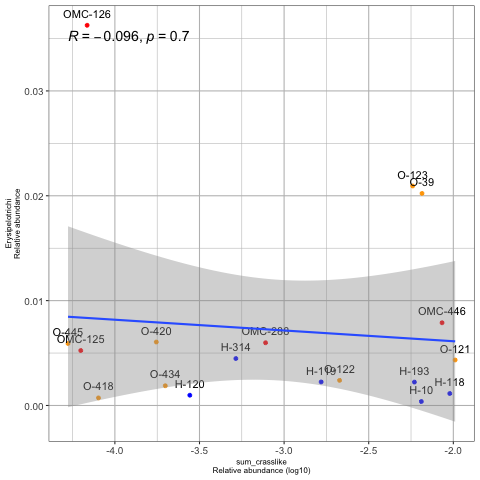 OMC-126
R = −0.096, p = 0.7
0.03
O-123
O-39
0.02
Erysipelotrichi
Relative abundance
0.01
OMC-446
O-445
O-420
OMC-288
OMC-125
H-314
O-121
O-434
H-119
O-122
H-193
O-418
H-120
H-118
H-10
0.00
-4.0
-3.5
-3.0
-2.5
-2.0
sum_crasslike
Relative abundance (log10)